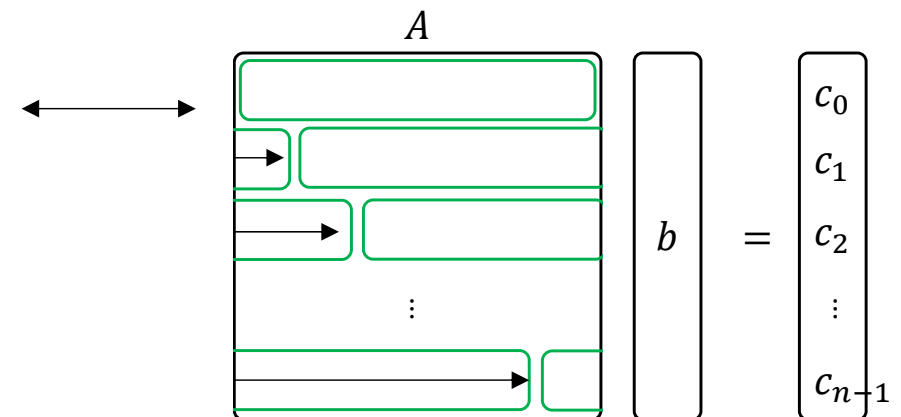 A
c₀
c₁
b = c₂
⋮ ⋮
cₙ₋₁